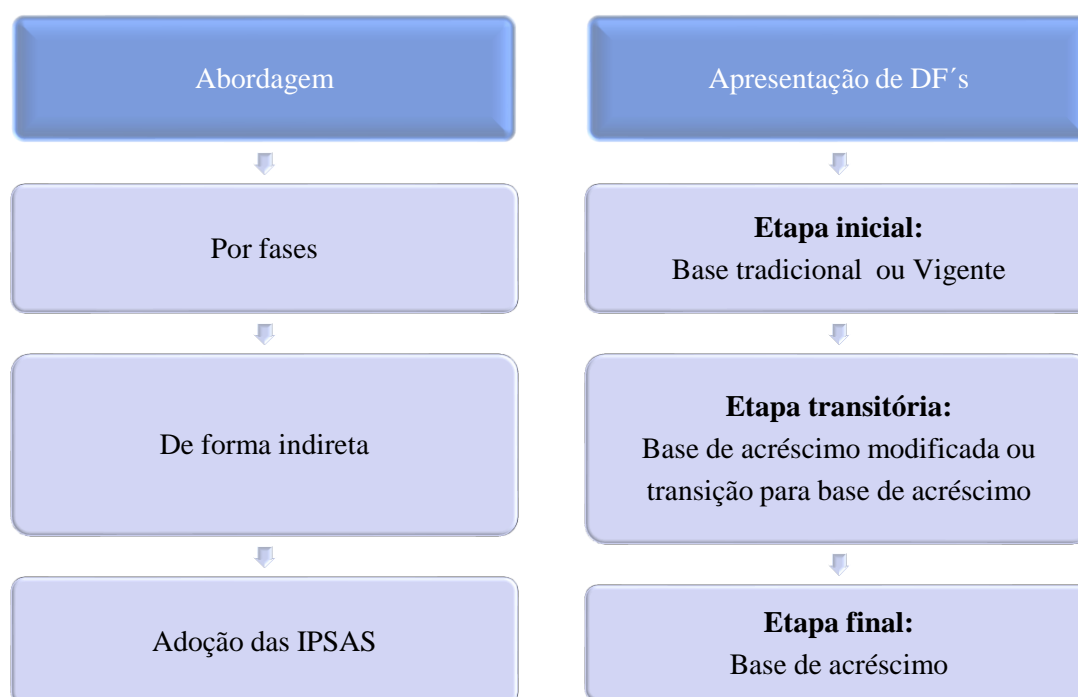 Abordagem
Por fases
De forma indireta
Adoção das IPSAS
Apresentação de DF´s
Etapa inicial:
Base tradicional ou Vigente
Etapa transitória:
Base de acréscimo modificada ou
transição para base de acréscimo
Etapa final:
Base de acréscimo